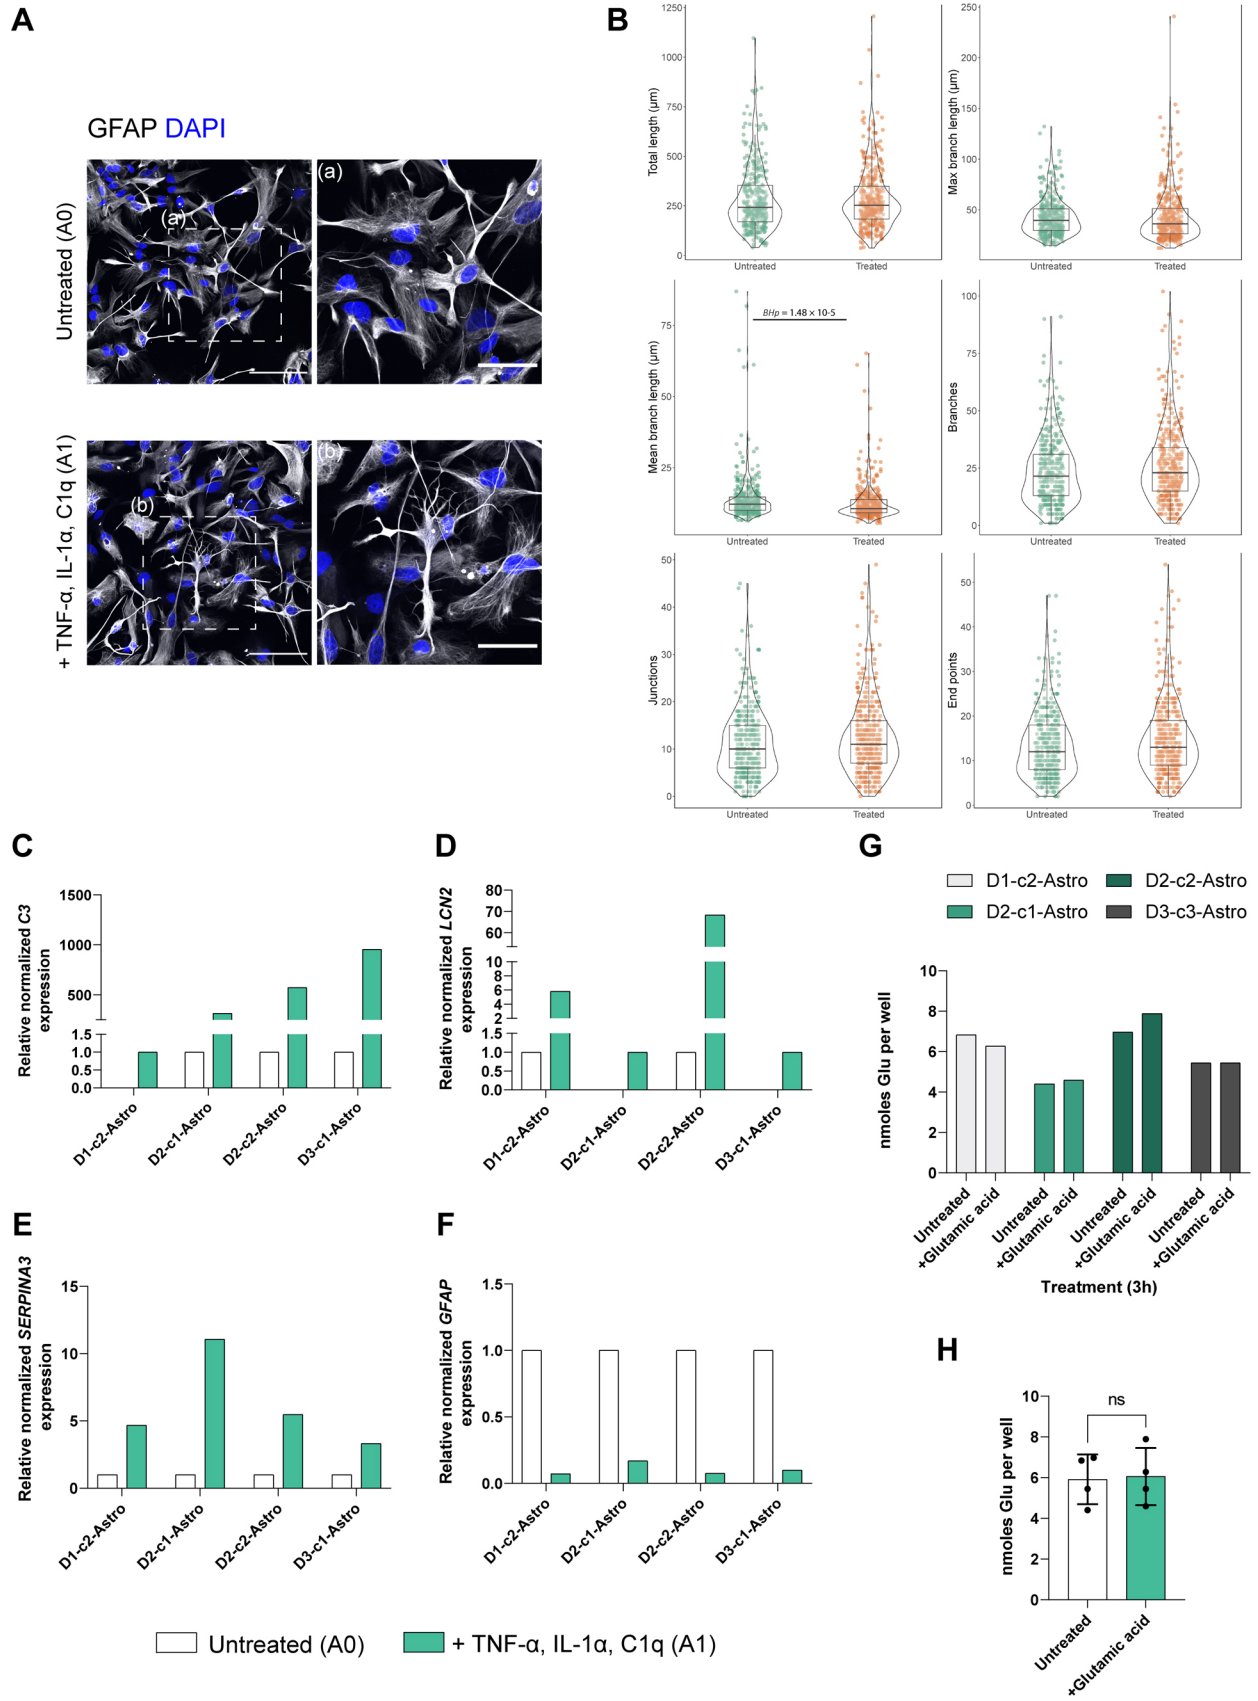 A
GFAP DAPI
Untreated (A0)
(a)
(a)
+ TNF-α, IL-1α, C1q (A1)
(b)
(b)
B
Total length (µm)
1250
1000
750
500
250
0
Untreated
Treated
Max branch length (µm)
250
200
150
100
50
Untreated
Treated
Mean branch length (µm)
75
50
25
BHp = 1.48 × 10-5
Untreated
Treated
Branches
100
75
50
25
0
Untreated
Treated
Junctions
50
40
30
20
10
0
Untreated
Treated
End points
50
40
30
20
10
0
Untreated
Treated
C
Relative normalized C3
expression
1500
1000
500
1.5
1.0
0.5
0.0
D1-c2-Astro
D2-c1-Astro
D2-c2-Astro
D3-c1-Astro
D
Relative normalized LCN2
expression
80
70
60
10
8
6
4
2
1.5
1.0
0.5
0.0
D1-c2-Astro
D2-c1-Astro
D2-c2-Astro
D3-c1-Astro
E
Relative normalized SERPINA3
expression
15
10
5
0
D1-c2-Astro
D2-c1-Astro
D2-c2-Astro
D3-c1-Astro
F
Relative normalized GFAP
expression
1.5
1.0
0.5
0.0
D1-c2-Astro
D2-c1-Astro
D2-c2-Astro
D3-c1-Astro
Untreated (A0)
+ TNF-α, IL-1α, C1q (A1)
G
D1-c2-Astro
D2-c2-Astro
D2-c1-Astro
D3-c3-Astro
nmoles Glu per well
10
8
6
4
2
0
Untreated
+Glutamic acid
Untreated
+Glutamic acid
Untreated
+Glutamic acid
Untreated
+Glutamic acid
Treatment (3h)
H
nmoles Glu per well
10
8
6
4
2
0
ns
Untreated
+Glutamic acid